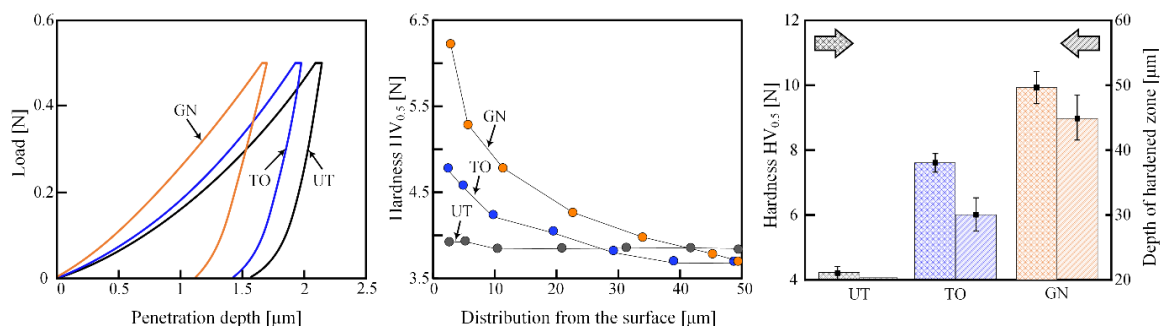 0.6
0.4
0.2
0
Load [N]
GN
TO
UT
0
1
1.5
2
2.5
Penetration depth [μm]
6.5
5.5
4.5
3.5
Hardness HV0.5 [N]
GN
TO
UT
0
10
20
30
40
50
Distribution from the surface [μm]
12
10
8
6
4
Hardness HV0.5 [N]
60
50
40
30
20
Depth of hardened zone [μm]
UT
TO
GN